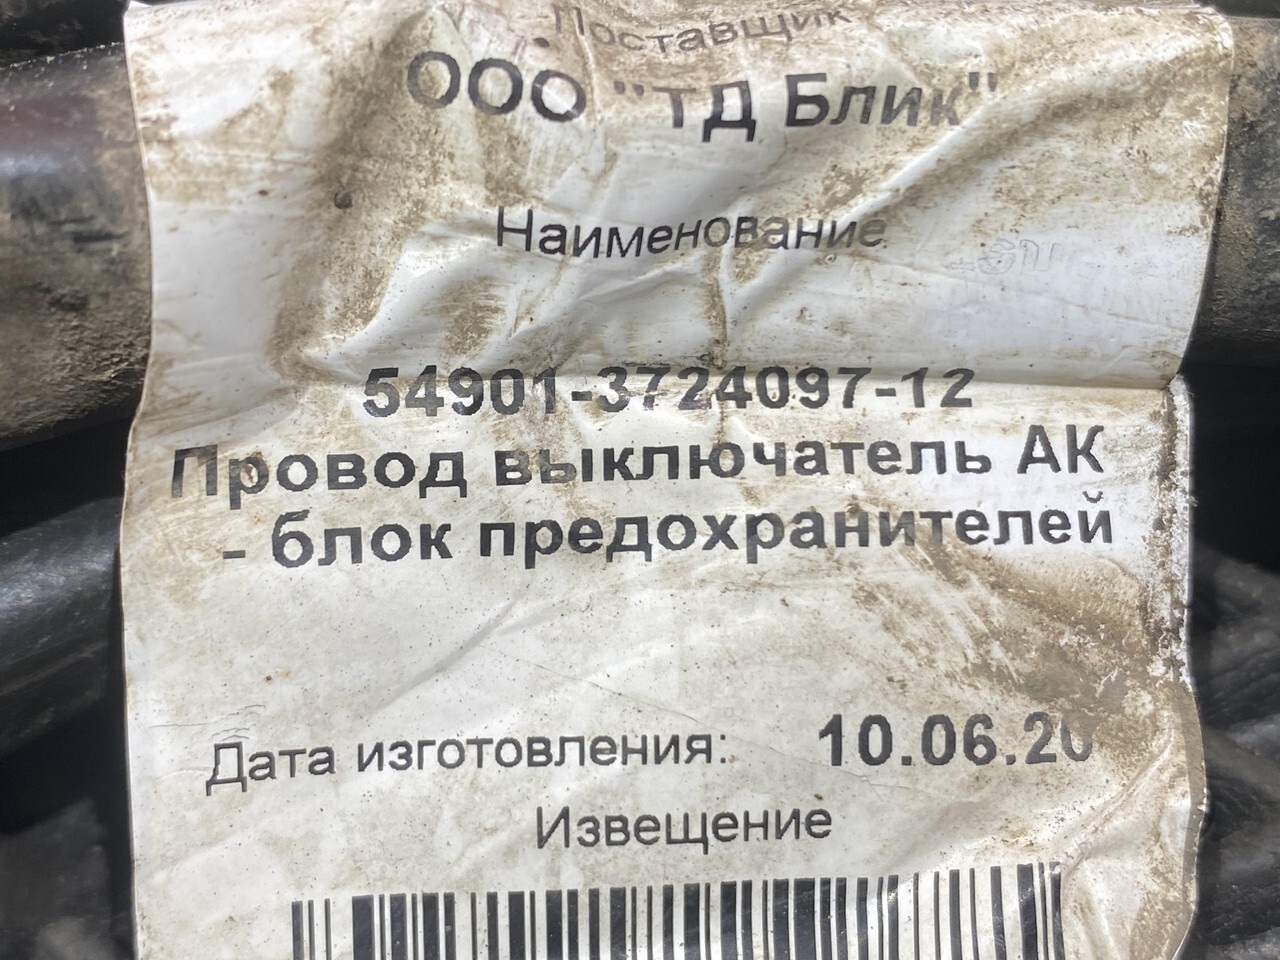 Поставщик
ООО "ТД Блик"
Наименование
54901-3724097-12
Провод выключатель АК
- блок предохранителей
Дата изготовления: 10.06.20
Извещение